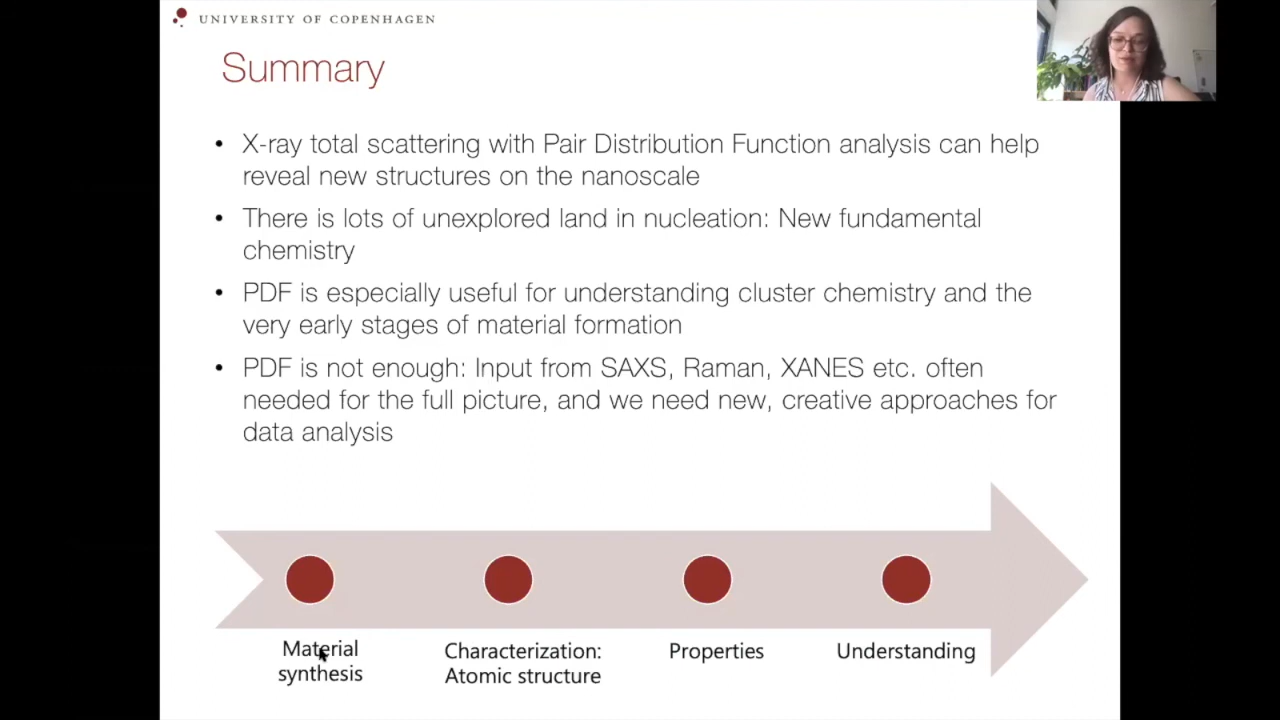 UNIVERSITY OF COPENHAGEN
Summary
• X-ray total scattering with Pair Distribution Function analysis can help
reveal new structures on the nanoscale
• There is lots of unexplored land in nucleation: New fundamental
chemistry
• PDF is especially useful for understanding cluster chemistry and the
very early stages of material formation
• PDF is not enough: Input from SAXS, Raman, XANES etc. often
needed for the full picture, and we need new, creative approaches for
data analysis
Material
synthesis
Characterization:
Atomic structure
Properties
Understanding